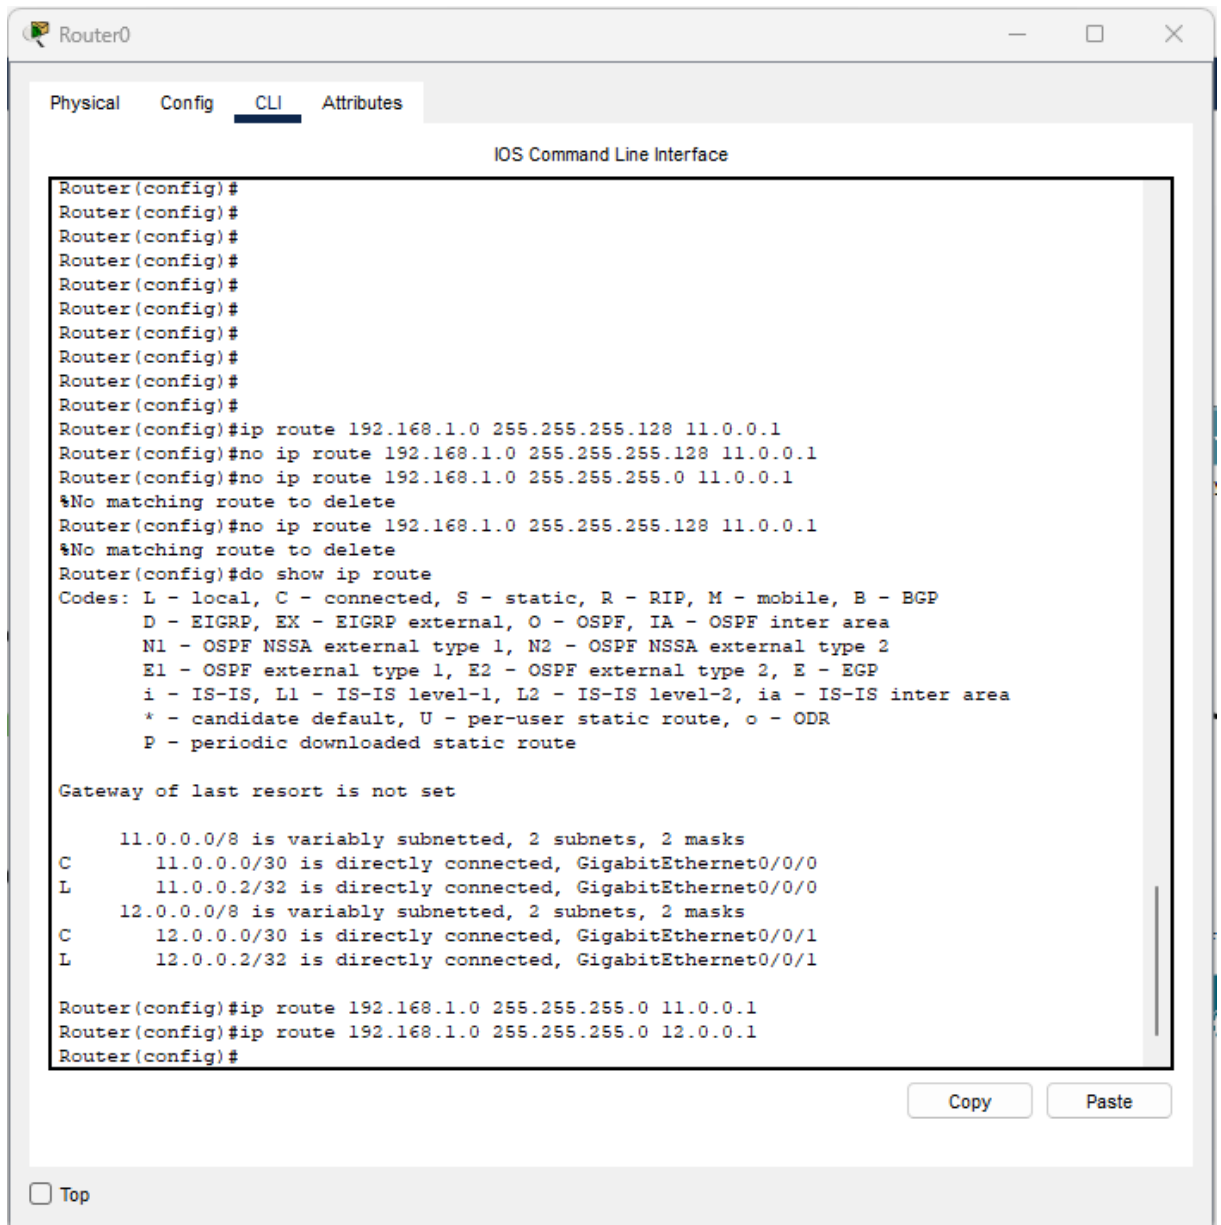 Router0
Physical Config CLI Attributes
IOS Command Line Interface
Router(config)#
Router(config)#
Router(config)#
Router(config)#
Router(config)#
Router(config)#
Router(config)#
Router(config)#
Router(config)#
Router(config)#
Router(config)#ip route 192.168.1.0 255.255.255.128 11.0.0.1
Router(config)#no ip route 192.168.1.0 255.255.255.128 11.0.0.1
Router(config)#no ip route 192.168.1.0 255.255.255.0 11.0.0.1
%No matching route to delete
Router(config)#no ip route 192.168.1.0 255.255.255.128 11.0.0.1
%No matching route to delete
Router(config)#do show ip route
Codes: L - local, C - connected, S - static, R - RIP, M - mobile, B - BGP
D - EIGRP, EX - EIGRP external, O - OSPF, IA - OSPF inter area
N1 - OSPF NSSA external type 1, N2 - OSPF NSSA external type 2
E1 - OSPF external type 1, E2 - OSPF external type 2, E - EGP
i - IS-IS, L1 - IS-IS level-1, L2 - IS-IS level-2, ia - IS-IS inter area
* - candidate default, U - per-user static route, o - ODR
P - periodic downloaded static route
Gateway of last resort is not set
11.0.0.0/8 is variably subnetted, 2 subnets, 2 masks
C 11.0.0.0/30 is directly connected, GigabitEthernet0/0/0
L 11.0.0.2/32 is directly connected, GigabitEthernet0/0/0
12.0.0.0/8 is variably subnetted, 2 subnets, 2 masks
C 12.0.0.0/30 is directly connected, GigabitEthernet0/0/1
L 12.0.0.2/32 is directly connected, GigabitEthernet0/0/1
Router(config)#ip route 192.168.1.0 255.255.255.0 11.0.0.1
Router(config)#ip route 192.168.1.0 255.255.255.0 12.0.0.1
Router(config)#
Copy Paste
Top